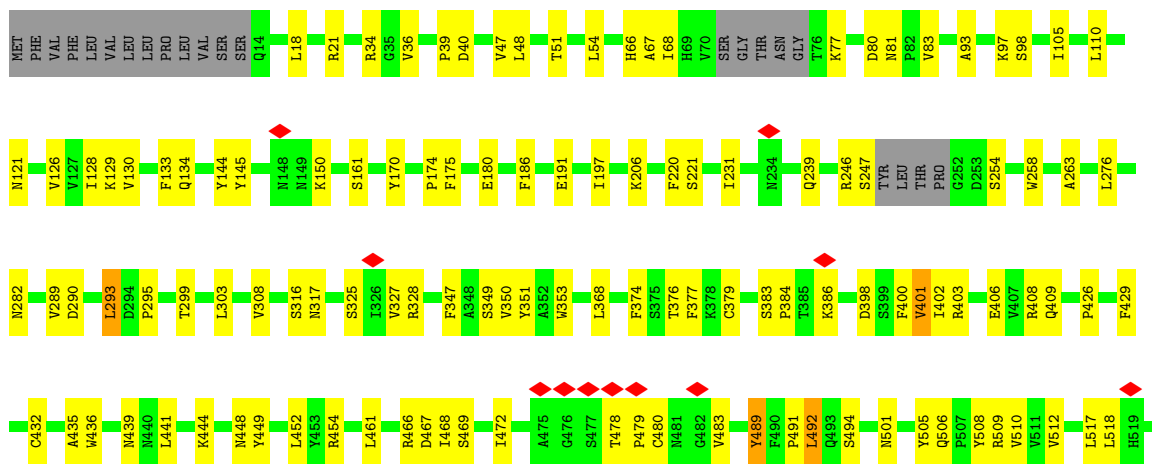 MET PHE VAL PHE LEU VAL LEU LEU PRO LEU VAL SER SER Q14 L18 R21 R34 G35 V36 P39 D40 V47 L48 T51 L54 H66 A67 I68 H69 V70 SER GLY THR ASN GLY T76 K77 D80 N81 P82 V83 A93 K97 S98 I105 L110
N121 V126 V127 I128 K129 V130 F133 Q134 Y144 Y145 N148 N149 K150 S161 Y170 P174 F175 E180 F186 E191 I197 K206 F220 S221 I231 N234 Q239 R246 S247 TYR LEU THR PRO G252 D253 S254 W258 A263 L276
N282 V289 D290 L293 D294 P295 T299 L303 V308 S316 N317 S325 I326 V327 R328 F347 A348 S349 V350 Y351 A352 W353 L368 F374 S375 T376 F377 K378 C379 S383 P384 T385 K386 D398 S399 F400 V401 I402 R403 E406 V407 R408 Q409 P426 F429
C432 A435 W436 N439 N440 L441 K444 N448 Y449 L452 Y453 R454 L461 R466 D467 I468 S469 I472 A475 G476 S477 T478 P479 C480 N481 G482 V483 Y489 F490 P491 L492 Q493 S494 N501 Y505 Q506 P507 Y508 R509 V510 V511 V512 L517 L518 H519